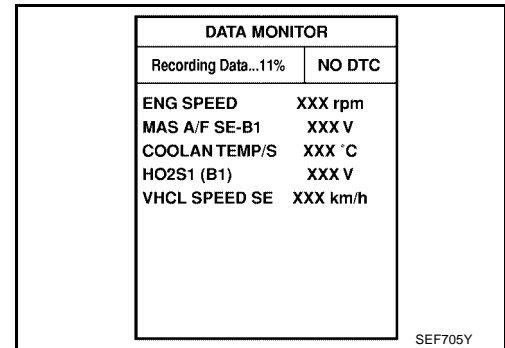 DATA MONITOR
Recording Data...11% NO DTC
ENG SPEED XXX rpm
MAS A/F SE-B1 XXX V
COOLAN TEMP/S XXX °C
HO2S1 (B1) XXX V
VHCL SPEED SE XXX km/h
SEF705Y